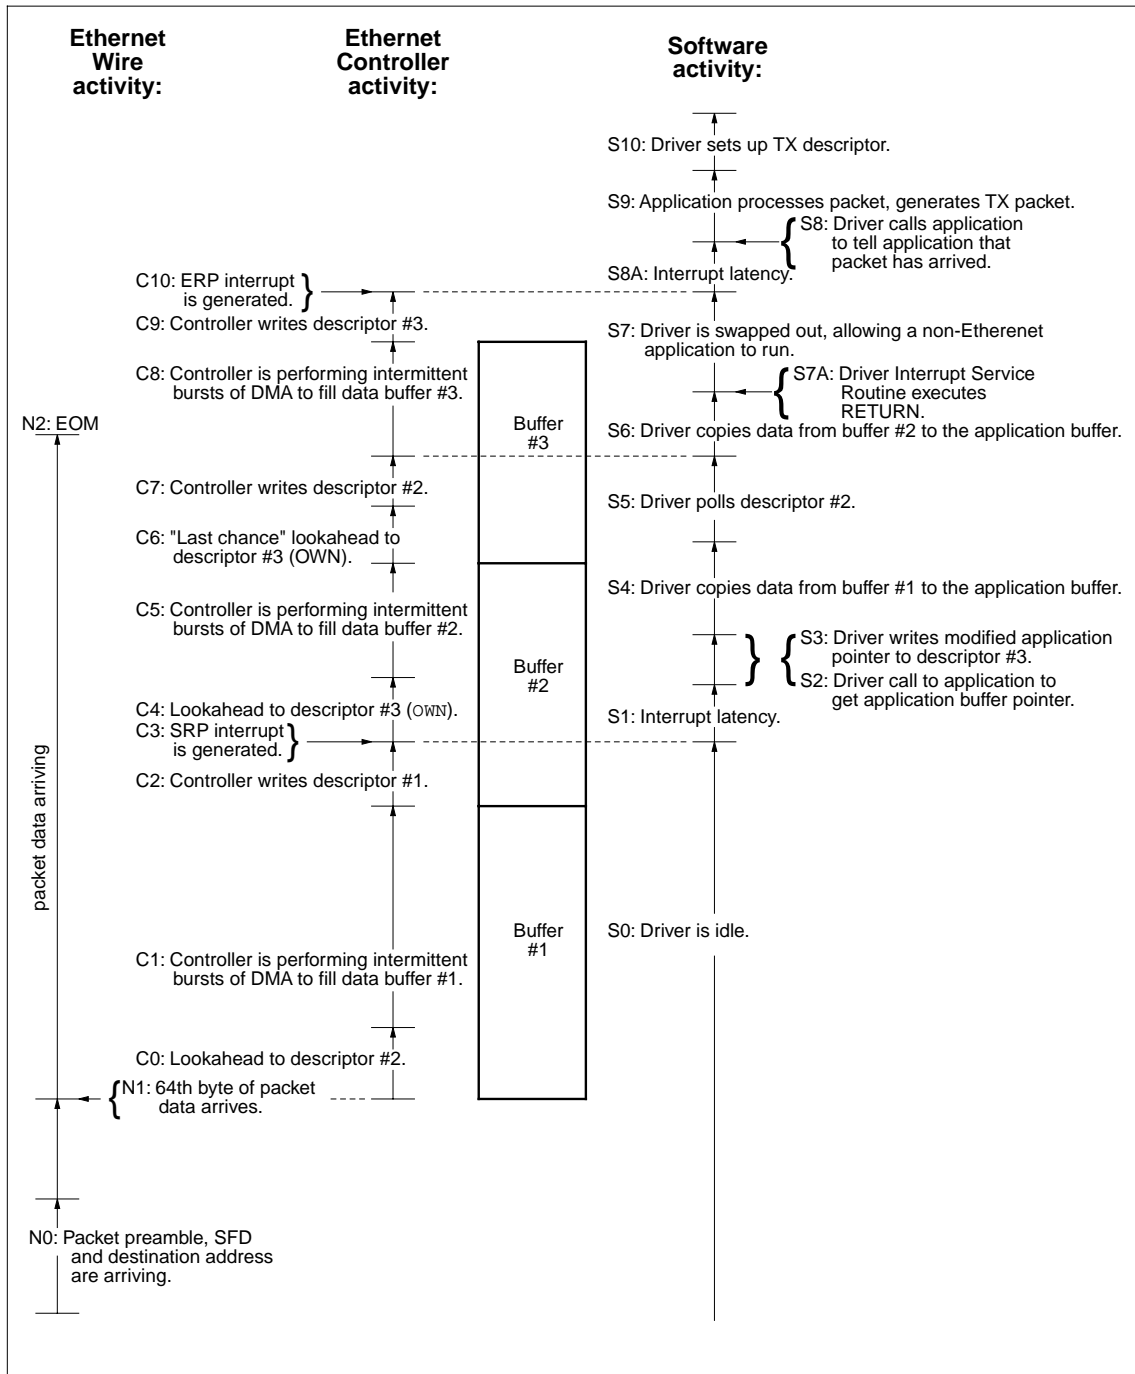 Ethernet
Wire
activity:
Ethernet
Controller
activity:
Software
activity:
S10: Driver sets up TX descriptor.
S9: Application processes packet, generates TX packet.
S8: Driver calls application
to tell application that
packet has arrived.
S8A: Interrupt latency.
C10: ERP interrupt
is generated.
C9: Controller writes descriptor #3.
S7: Driver is swapped out, allowing a non-Etherenet
application to run.
C8: Controller is performing intermittent
bursts of DMA to fill data buffer #3.
S7A: Driver Interrupt Service
Routine executes
RETURN.
N2: EOM
Buffer
#3
S6: Driver copies data from buffer #2 to the application buffer.
C7: Controller writes descriptor #2.
S5: Driver polls descriptor #2.
C6: "Last chance" lookahead to
descriptor #3 (OWN).
S4: Driver copies data from buffer #1 to the application buffer.
C5: Controller is performing intermittent
bursts of DMA to fill data buffer #2.
S3: Driver writes modified application
pointer to descriptor #3.
Buffer
#2
S2: Driver call to application to
get application buffer pointer.
C4: Lookahead to descriptor #3 (OWN).
S1: Interrupt latency.
C3: SRP interrupt
is generated.
C2: Controller writes descriptor #1.
packet data arriving
Buffer
#1
S0: Driver is idle.
C1: Controller is performing intermittent
bursts of DMA to fill data buffer #1.
C0: Lookahead to descriptor #2.
N1: 64th byte of packet
data arrives.
N0: Packet preamble, SFD
and destination address
are arriving.